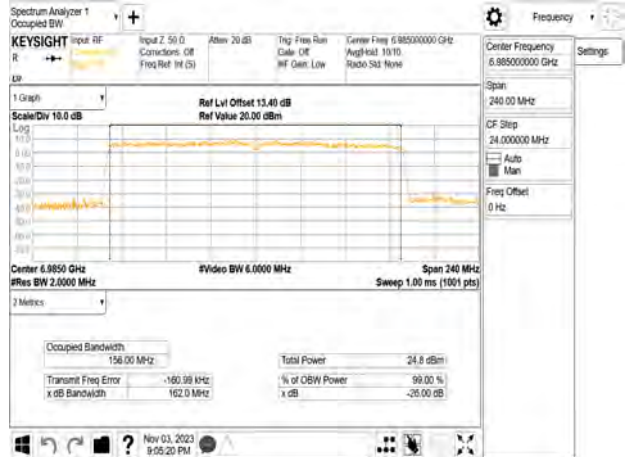 Spectrum Analyzer 1
Occupied BW
+
Frequency
KEYSIGHT Input: RF
R
Input Z: 50 Ω
Corrections: Off
Freq Ref: Int (S)
Atten: 20 dB
Trig: Free Run
Gate: Off
#IF Gain: Low
Center Freq: 6.985000000 GHz
Avg|Hold: 10/10
Radio Std: None
Center Frequency
6.985000000 GHz
Settings
Span
240.00 MHz
CF Step
24.000000 MHz
Auto
Man
Freq Offset
0 Hz
1 Graph
Scale/Div 10.0 dB
Log
Ref Lvl Offset 13.40 dB
Ref Value 20.00 dBm
10.0
0.00
Center 6.9850 GHz
#Res BW 2.0000 MHz
#Video BW 6.0000 MHz
Span 240 MHz
Sweep 1.00 ms (1001 pts)
2 Metrics
Occupied Bandwidth
156.00 MHz
Total Power 24.8 dBm
Transmit Freq Error -160.99 kHz
% of OBW Power 99.00 %
x dB Bandwidth 162.0 MHz
x dB -26.00 dB
?
Nov 03, 2023
9:05:20 PM